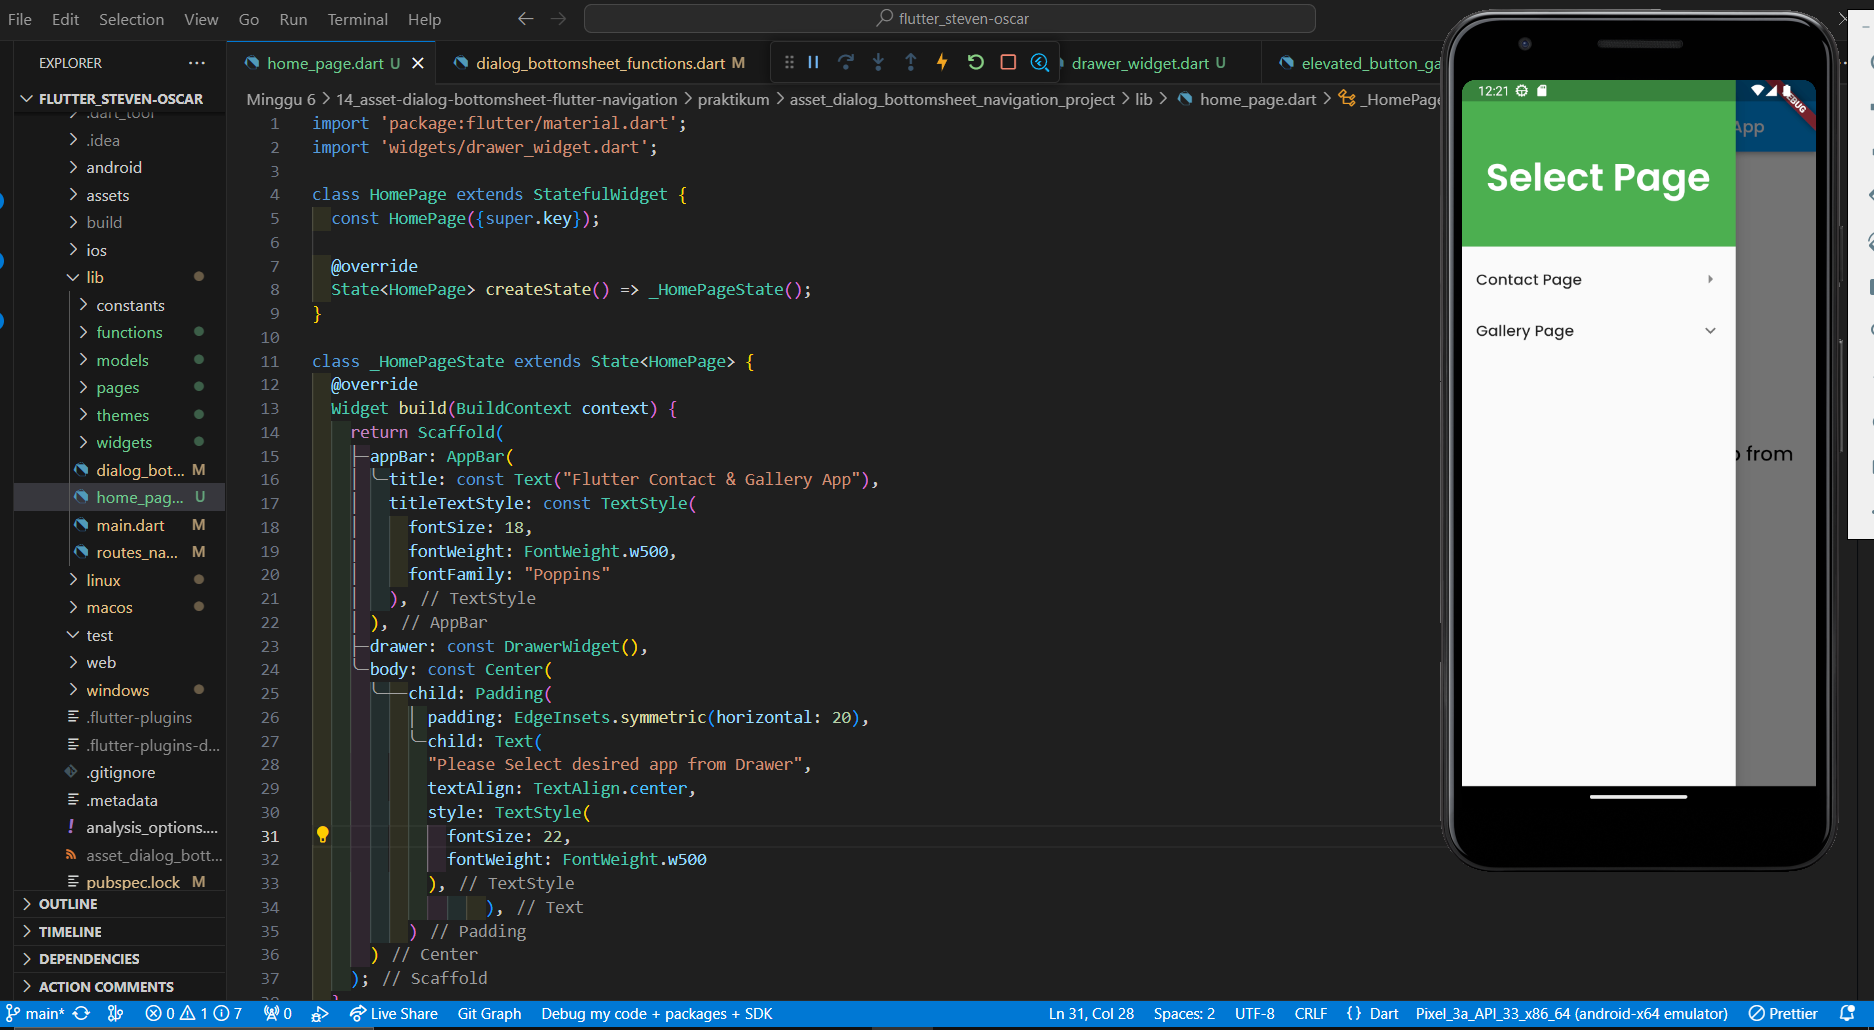 File Edit Selection View Go Run Terminal Help
flutter_steven-oscar
EXPLORER
home_page.dart U
dialog_bottomsheet_functions.dart M
drawer_widget.dart U
elevated_button_ga
FLUTTER_STEVEN-OSCAR
Minggu 6 > 14_asset-dialog-bottomsheet-flutter-navigation > praktikum > asset_dialog_bottomsheet_navigation_project > lib > home_page.dart > _HomePage
.dart_tool
.idea
android
assets
build
ios
lib
constants
functions
models
pages
themes
widgets
dialog_bot... M
home_pag... U
main.dart M
routes_na... M
linux
macos
test
web
windows
.flutter-plugins
.flutter-plugins-d...
.gitignore
.metadata
analysis_options....
asset_dialog_bott...
pubspec.lock M
OUTLINE
TIMELINE
DEPENDENCIES
ACTION COMMENTS
1 import 'package:flutter/material.dart';
2 import 'widgets/drawer_widget.dart';
3
4 class HomePage extends StatefulWidget {
5 const HomePage({super.key});
6
7 @override
8 State<HomePage> createState() => _HomePageState();
9 }
10
11 class _HomePageState extends State<HomePage> {
12 @override
13 Widget build(BuildContext context) {
14 return Scaffold(
15 appBar: AppBar(
16 title: const Text("Flutter Contact & Gallery App"),
17 titleTextStyle: const TextStyle(
18 fontSize: 18,
19 fontWeight: FontWeight.w500,
20 fontFamily: "Poppins"
21 ), // TextStyle
22 ), // AppBar
23 drawer: const DrawerWidget(),
24 body: const Center(
25 child: Padding(
26 padding: EdgeInsets.symmetric(horizontal: 20),
27 child: Text(
28 "Please Select desired app from Drawer",
29 textAlign: TextAlign.center,
30 style: TextStyle(
31 fontSize: 22,
32 fontWeight: FontWeight.w500
33 ), // TextStyle
34 ), // Text
35 ) // Padding
36 ) // Center
37 ); // Scaffold
12:21
DEBUG
App
Select Page
Contact Page
Gallery Page
from
main* 0 1 7 0 Live Share Git Graph Debug my code + packages + SDK
Ln 31, Col 28 Spaces: 2 UTF-8 CRLF {} Dart Pixel_3a_API_33_x86_64 (android-x64 emulator) Prettier